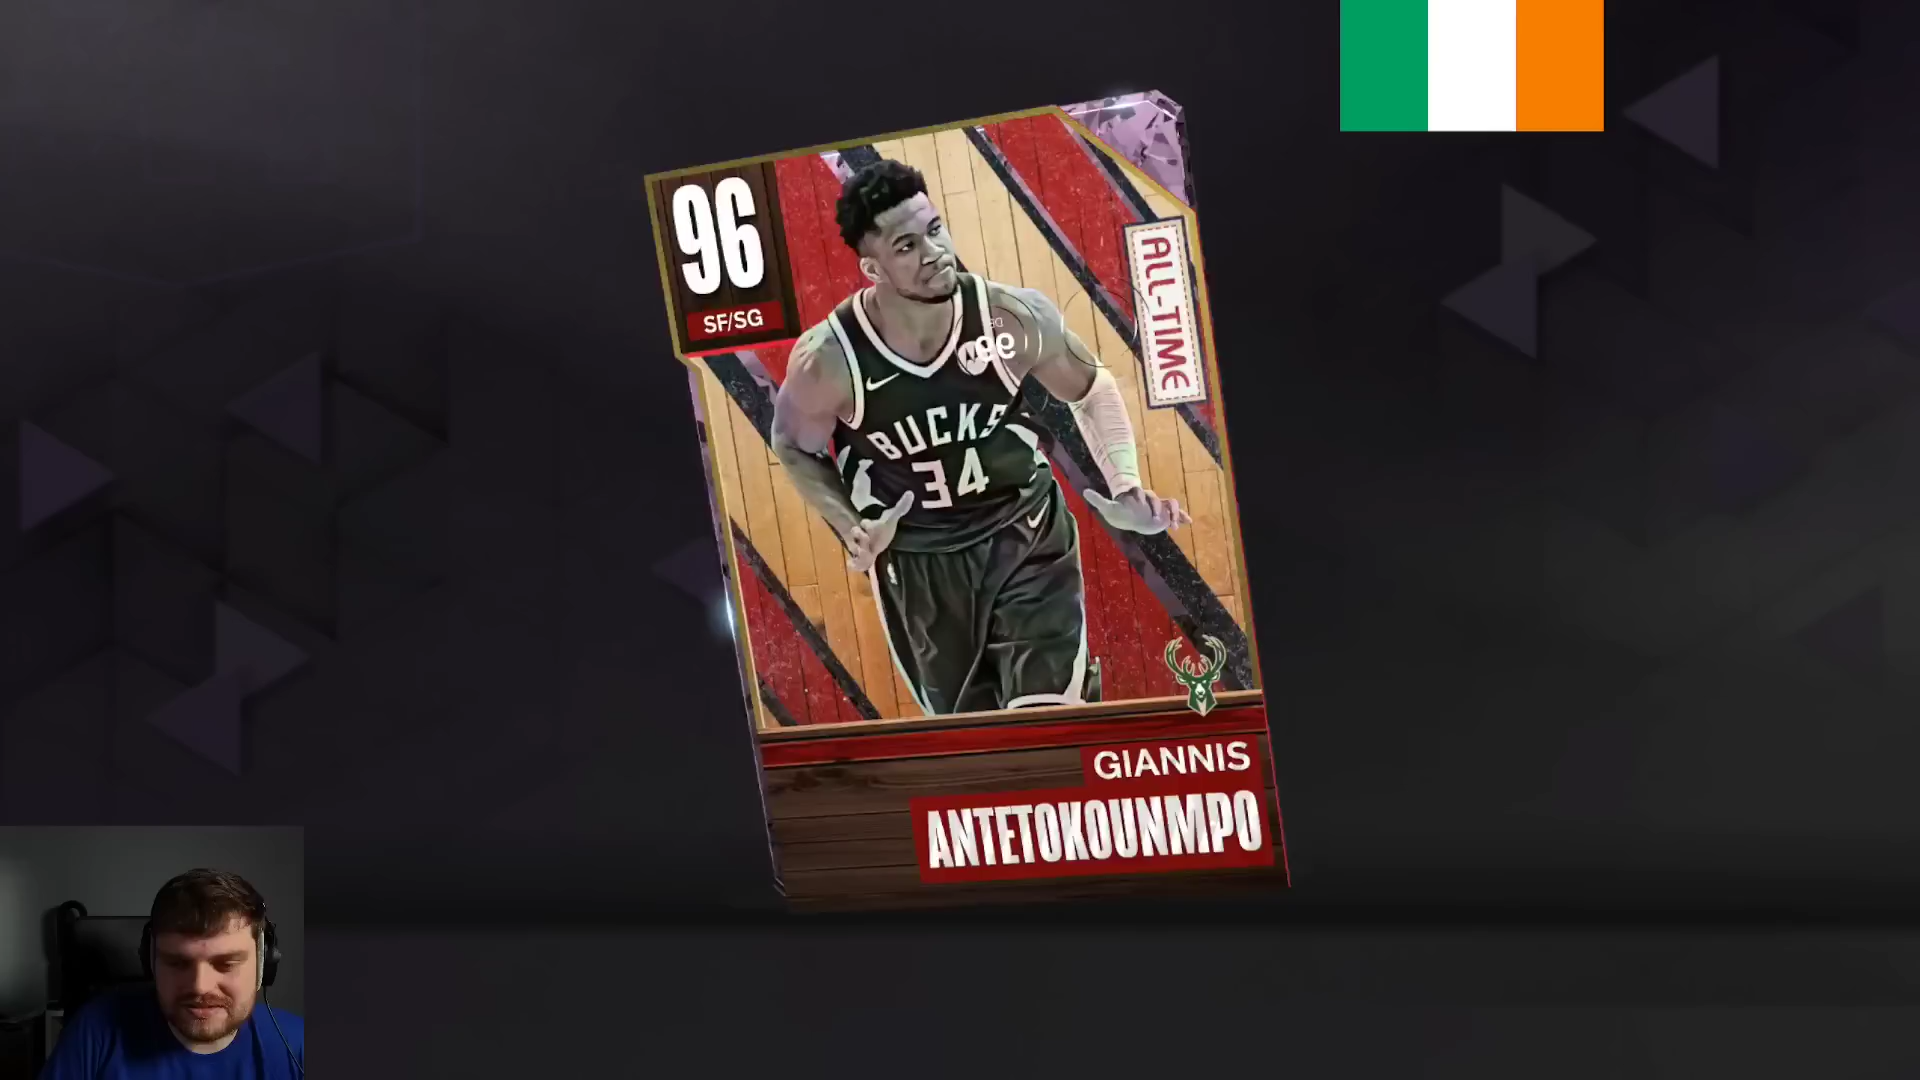 96
SF/SG
ALL-TIME
BUCKS
34
GIANNIS
ANTETOKOUNMPO